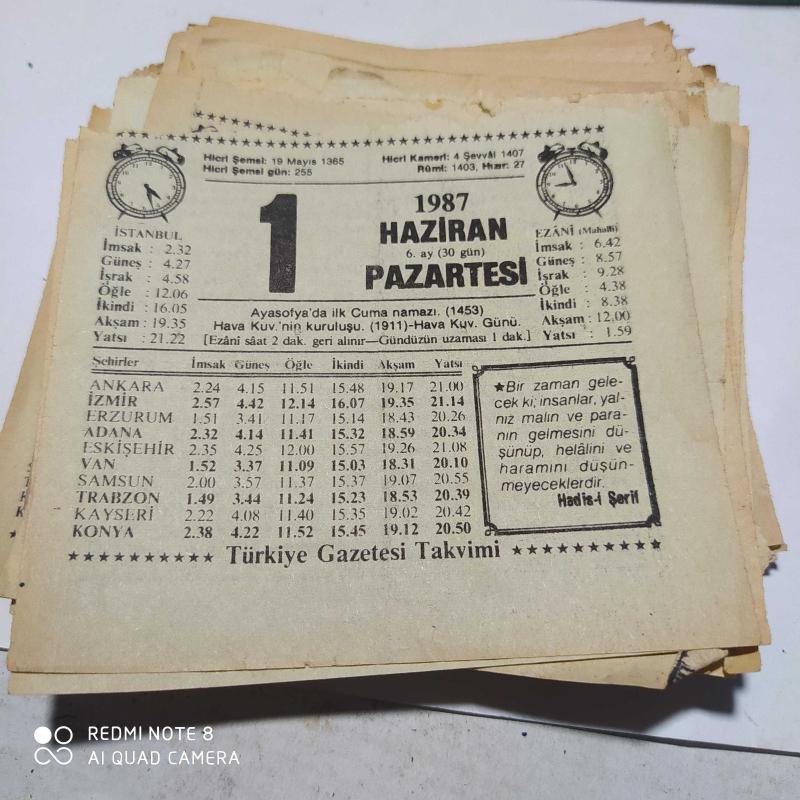 Hicri Şemsi: 19 Mayıs 1365
Hicri Şemsi gün: 255
Hicri Kameri: 4 Şevvâl 1407
Rûmi: 1403, Hızır: 27
1
1987
HAZİRAN
6. ay (30 gün)
PAZARTESİ
İSTANBUL
İmsak : 2.32
Güneş : 4.27
İşrak : 4.58
Öğle : 12.06
İkindi : 16.05
Akşam : 19.35
Yatsı : 21.22
EZANÎ (Mahallî)
İmsak : 6.42
Güneş : 8.57
İşrak : 9.28
Öğle : 4.38
İkindi : 8.38
Akşam : 12.00
Yatsı : 1.59
Ayasofya'da ilk Cuma namazı. (1453)
Hava Kuv.'nin kuruluşu. (1911)-Hava Kuv. Günü.
[Ezânî sâat 2 dak. geri alınır—Gündüzün uzaması 1 dak.]
Şehirler İmsak Güneş Öğle İkindi Akşam Yatsı
ANKARA 2.24 4.15 11.51 15.48 19.17 21.00
İZMİR 2.57 4.42 12.14 16.07 19.35 21.14
ERZURUM 1.51 3.41 11.17 15.14 18.43 20.26
ADANA 2.32 4.14 11.41 15.32 18.59 20.34
ESKİŞEHİR 2.35 4.25 12.00 15.57 19.26 21.08
VAN 1.52 3.37 11.09 15.03 18.31 20.10
SAMSUN 2.00 3.57 11.37 15.37 19.07 20.55
TRABZON 1.49 3.44 11.24 15.23 18.53 20.39
KAYSERİ 2.22 4.08 11.40 15.35 19.02 20.42
KONYA 2.38 4.22 11.52 15.45 19.12 20.50
★Bir zaman gele-
cek ki; insanlar, yal-
nız malın ve para-
nın gelmesini dü-
şünüp, helâlini ve
haramını düşün-
meyeceklerdir.
Hadis-i Şerif
★★★★★★★★★★ Türkiye Gazetesi Takvimi ★★★★★★★★★★
REDMI NOTE 8
AI QUAD CAMERA